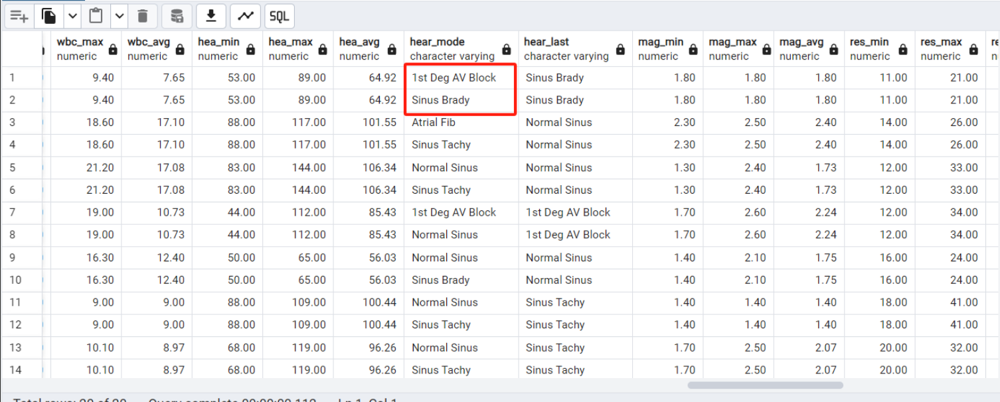 SQL
wbc_max wbc_avg hea_min hea_max hea_avg hear_mode hear_last mag_min mag_max mag_avg res_min res_max
numeric numeric numeric numeric numeric character varying character varying numeric numeric numeric numeric numeric
1 9.40 7.65 53.00 89.00 64.92 1st Deg AV Block Sinus Brady 1.80 1.80 1.80 11.00 21.00
2 9.40 7.65 53.00 89.00 64.92 Sinus Brady Sinus Brady 1.80 1.80 1.80 11.00 21.00
3 18.60 17.10 88.00 117.00 101.55 Atrial Fib Normal Sinus 2.30 2.50 2.40 14.00 26.00
4 18.60 17.10 88.00 117.00 101.55 Sinus Tachy Normal Sinus 2.30 2.50 2.40 14.00 26.00
5 21.20 17.08 83.00 144.00 106.34 Normal Sinus Normal Sinus 1.30 2.40 1.73 12.00 33.00
6 21.20 17.08 83.00 144.00 106.34 Sinus Tachy Normal Sinus 1.30 2.40 1.73 12.00 33.00
7 19.00 10.73 44.00 112.00 85.43 1st Deg AV Block 1st Deg AV Block 1.70 2.60 2.24 12.00 34.00
8 19.00 10.73 44.00 112.00 85.43 Normal Sinus 1st Deg AV Block 1.70 2.60 2.24 12.00 34.00
9 16.30 12.40 50.00 65.00 56.03 Normal Sinus Normal Sinus 1.40 2.10 1.75 16.00 24.00
10 16.30 12.40 50.00 65.00 56.03 Sinus Brady Normal Sinus 1.40 2.10 1.75 16.00 24.00
11 9.00 9.00 88.00 109.00 100.44 Normal Sinus Sinus Tachy 1.40 1.40 1.40 18.00 41.00
12 9.00 9.00 88.00 109.00 100.44 Sinus Tachy Sinus Tachy 1.40 1.40 1.40 18.00 41.00
13 10.10 8.97 68.00 119.00 96.26 Normal Sinus Sinus Tachy 1.70 2.50 2.07 20.00 32.00
14 10.10 8.97 68.00 119.00 96.26 Sinus Tachy Sinus Tachy 1.70 2.50 2.07 20.00 32.00